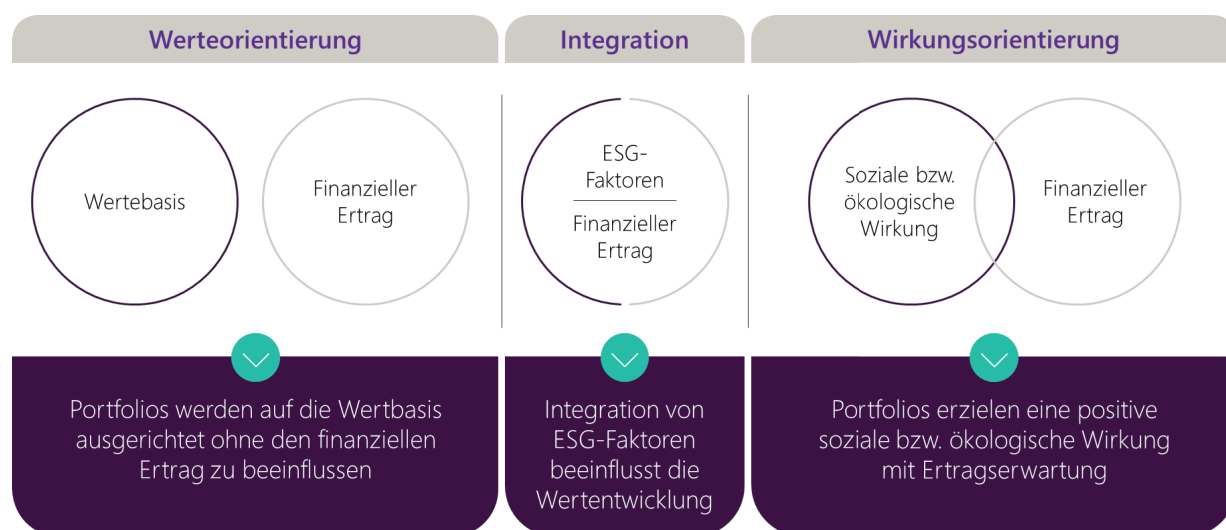 Werteorientierung
Wertebasis
Finanzieller
Ertrag
Portfolios werden auf die Wertbasis
ausgerichtet ohne den finanziellen
Ertrag zu beeinflussen
Integration
ESG-
Faktoren
Finanzieller
Ertrag
Integration von
ESG-Faktoren
beeinflusst die
Wertentwicklung
Wirkungsorientierung
Soziale bzw.
ökologische
Wirkung
Finanzieller
Ertrag
Portfolios erzielen eine positive
soziale bzw. ökologische Wirkung
mit Ertragserwartung